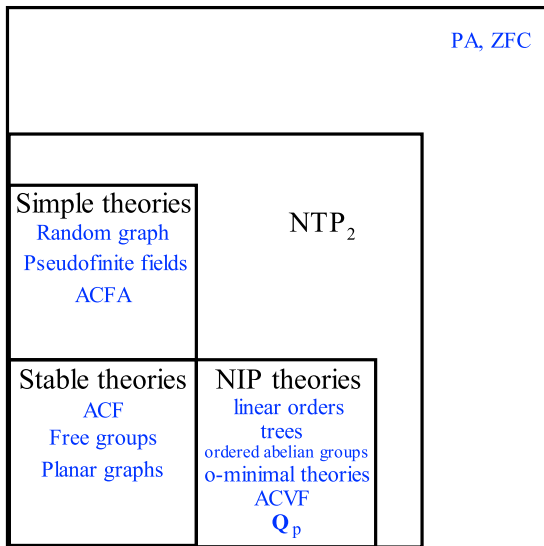 PA, ZFC
NTP2
Simple theories
Random graph
Pseudofinite fields
ACFA
Stable theories
ACF
Free groups
Planar graphs
NIP theories
linear orders
trees
ordered abelian groups
o-minimal theories
ACVF
Qp